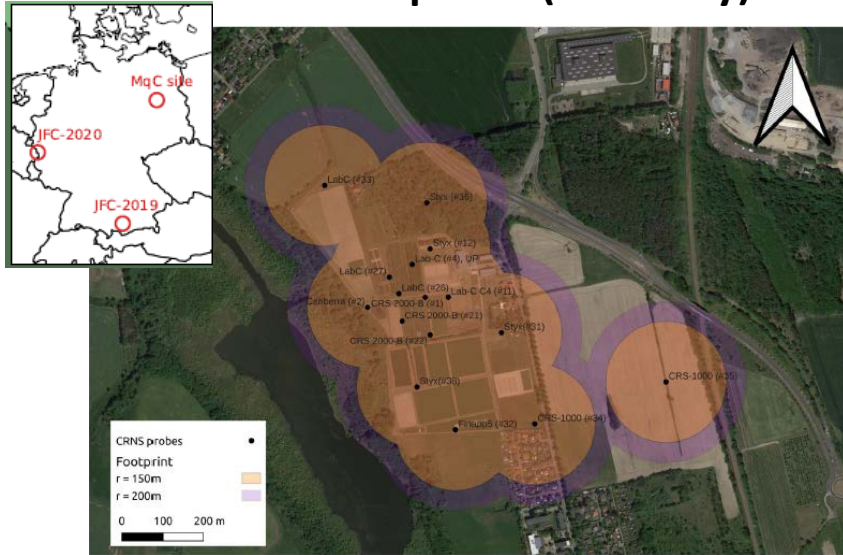 MqC site
JFC-2020
JFC-2019
LabC (#33)
Styx (#36)
Styx (#12)
Lab-C (#4), UP
LabC (#27)
LabC (#26)
Lab-C C4 (#11)
Canberra (#2)
CRS 2000-B (#1)
CRS 2000-B (#21)
Styx(#31)
CRS 2000-B (#22)
CRS-1000 (#35)
Styx(#38)
CRS-1000 (#34)
Finapp5 (#32)
CRNS probes
Footprint
r = 150m
r = 200m
0 100 200 m